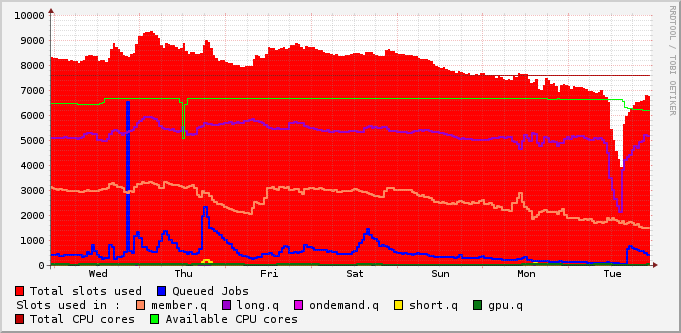 10000
9000
8000
7000
6000
5000
4000
3000
2000
1000
0
Wed Thu Fri Sat Sun Mon Tue
RRDTOOL / TOBI OETIKER
Total slots used Queued Jobs
Slots used in : member.q long.q ondemand.q short.q gpu.q
Total CPU cores Available CPU cores